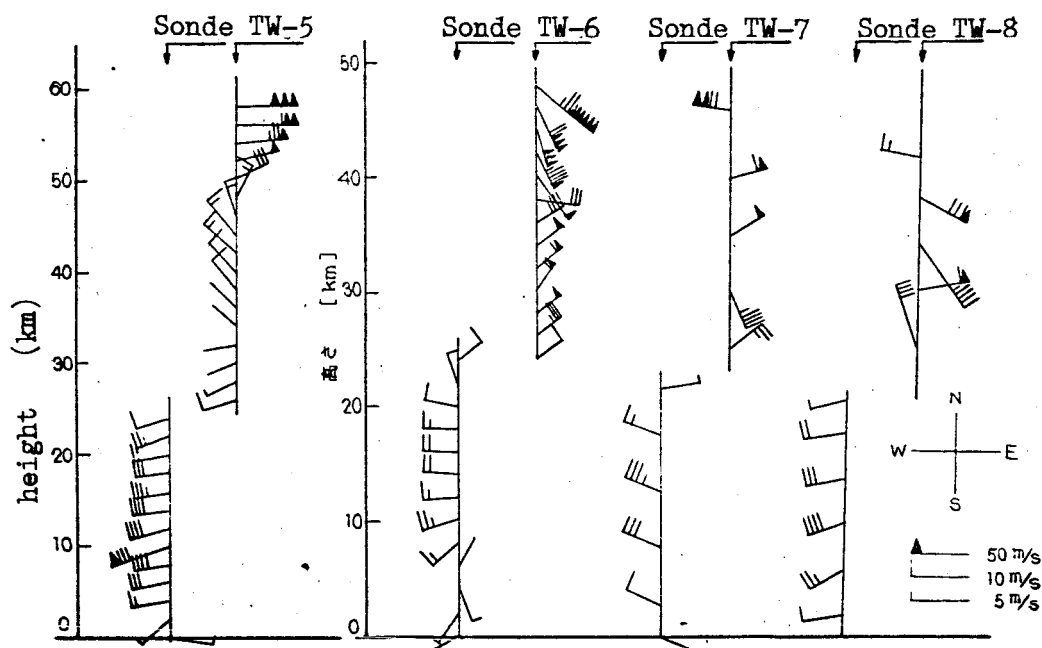 Sonde TW-5
Sonde TW-6
Sonde TW-7
Sonde TW-8
height (km)
60
50
40
30
20
10
0
高さ [km]
50
40
30
20
10
0
N
W E
S
50 m/s
10 m/s
5 m/s